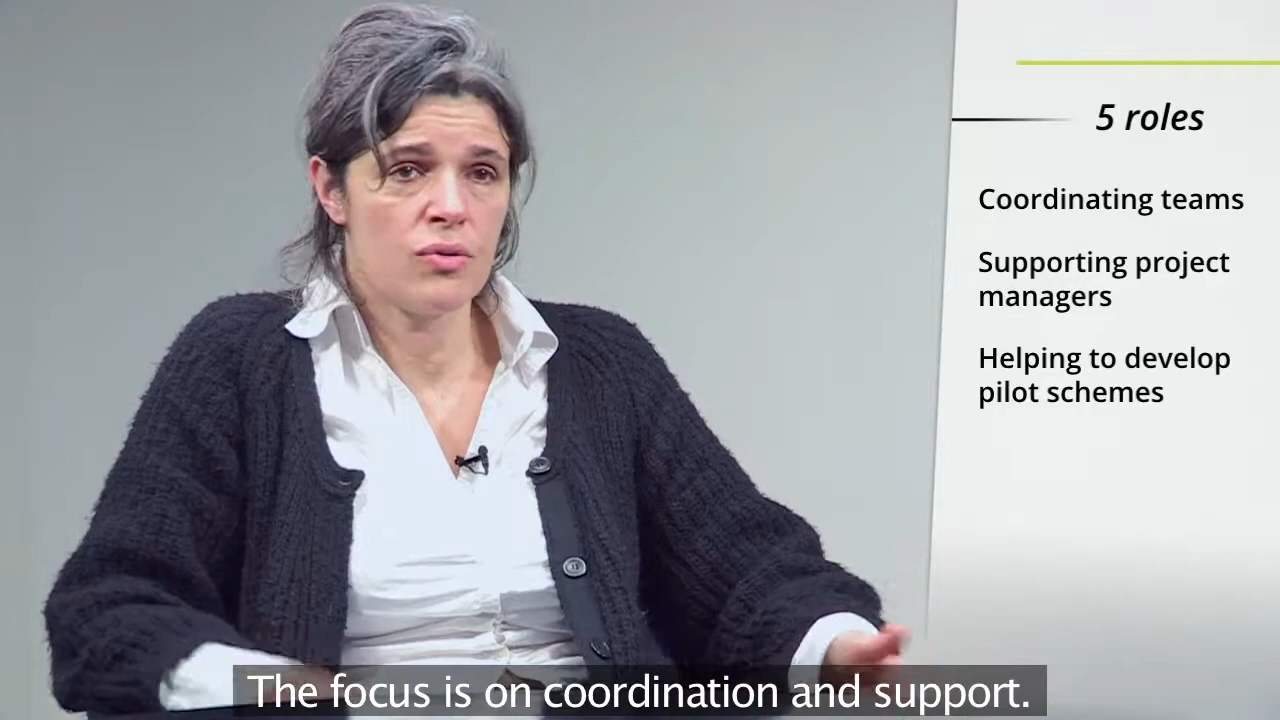 5 roles
Coordinating teams
Supporting project
managers
Helping to develop
pilot schemes
The focus is on coordination and support.